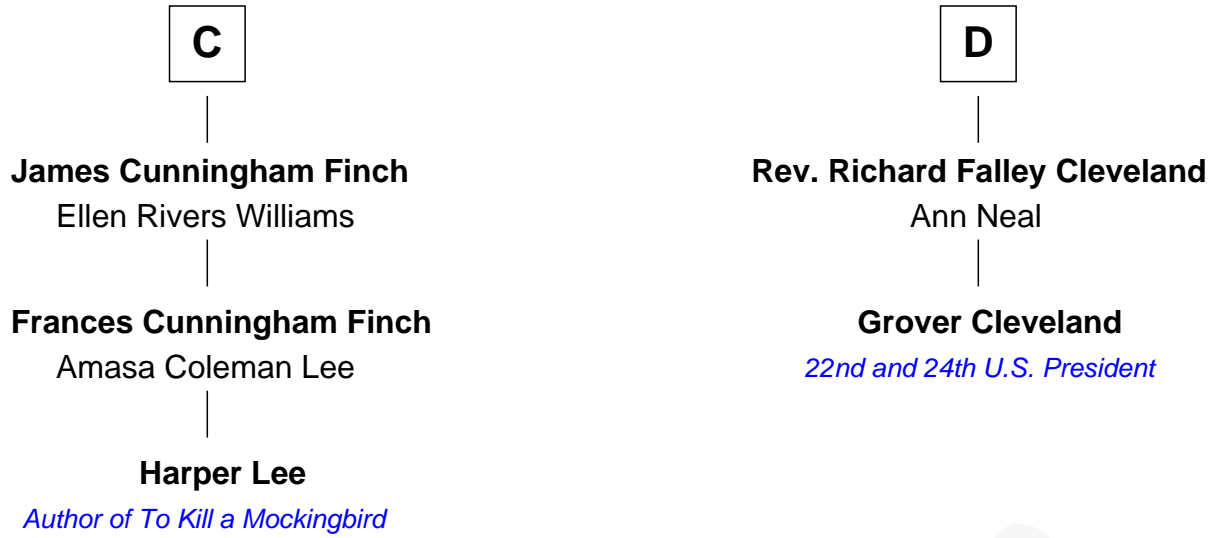 C
James Cunningham Finch
Ellen Rivers Williams
Frances Cunningham Finch
Amasa Coleman Lee
Harper Lee
Author of To Kill a Mockingbird
D
Rev. Richard Falley Cleveland
Ann Neal
Grover Cleveland
22nd and 24th U.S. President